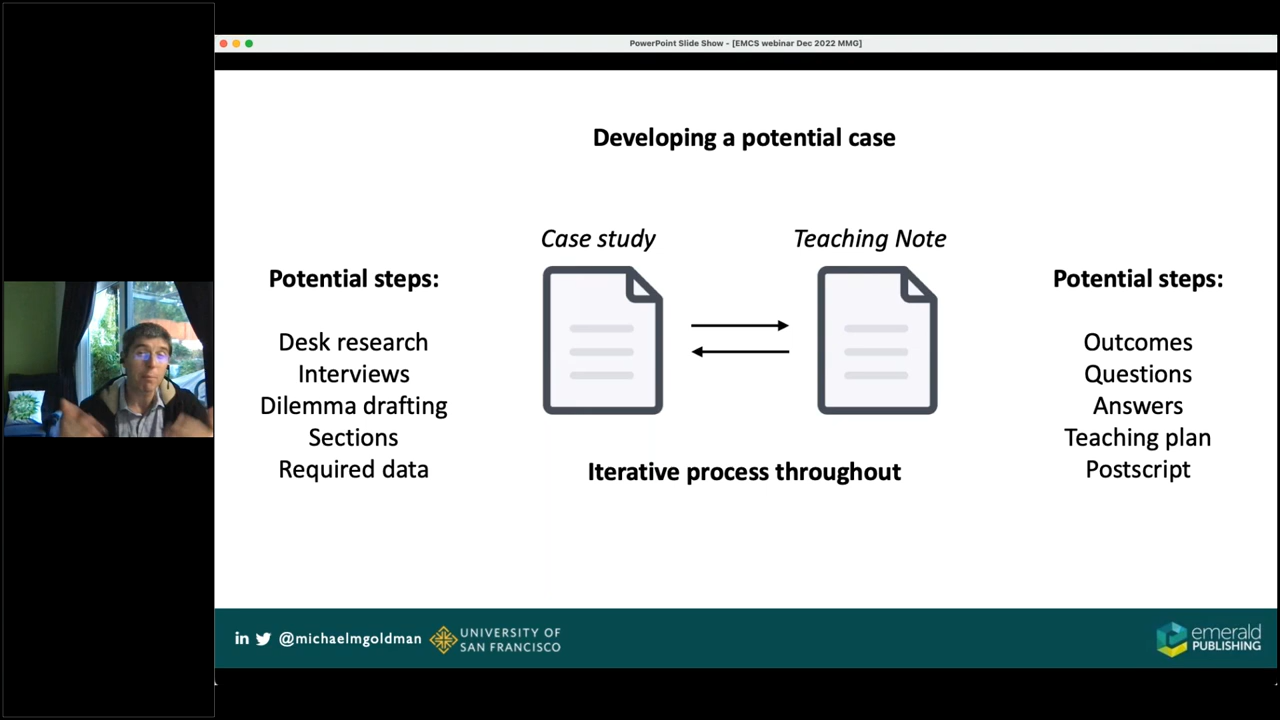 PowerPoint Slide Show - [EMCS webinar Dec 2022 MMG]
Developing a potential case
Case study
Teaching Note
Potential steps:
Desk research
Interviews
Dilemma drafting
Sections
Required data
Iterative process throughout
Potential steps:
Outcomes
Questions
Answers
Teaching plan
Postscript
in @michaelmgoldman
UNIVERSITY OF
SAN FRANCISCO
emerald
PUBLISHING